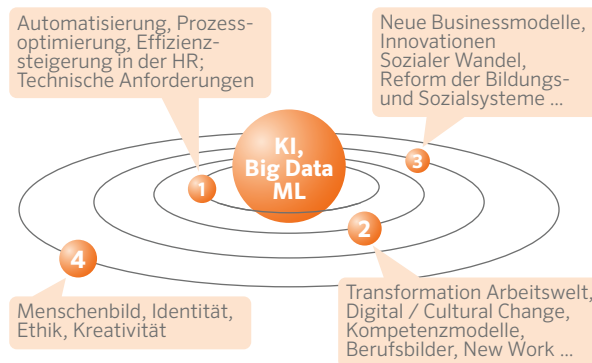 Automatisierung, Prozess-
optimierung, Effizienz-
steigerung in der HR;
Technische Anforderungen
Neue Businessmodelle,
Innovationen
Sozialer Wandel,
Reform der Bildungs-
und Sozialsysteme ...
KI,
Big Data
ML
1
3
2
4
Menschenbild, Identität,
Ethik, Kreativität
Transformation Arbeitswelt,
Digital / Cultural Change,
Kompetenzmodelle,
Berufsbilder, New Work ...